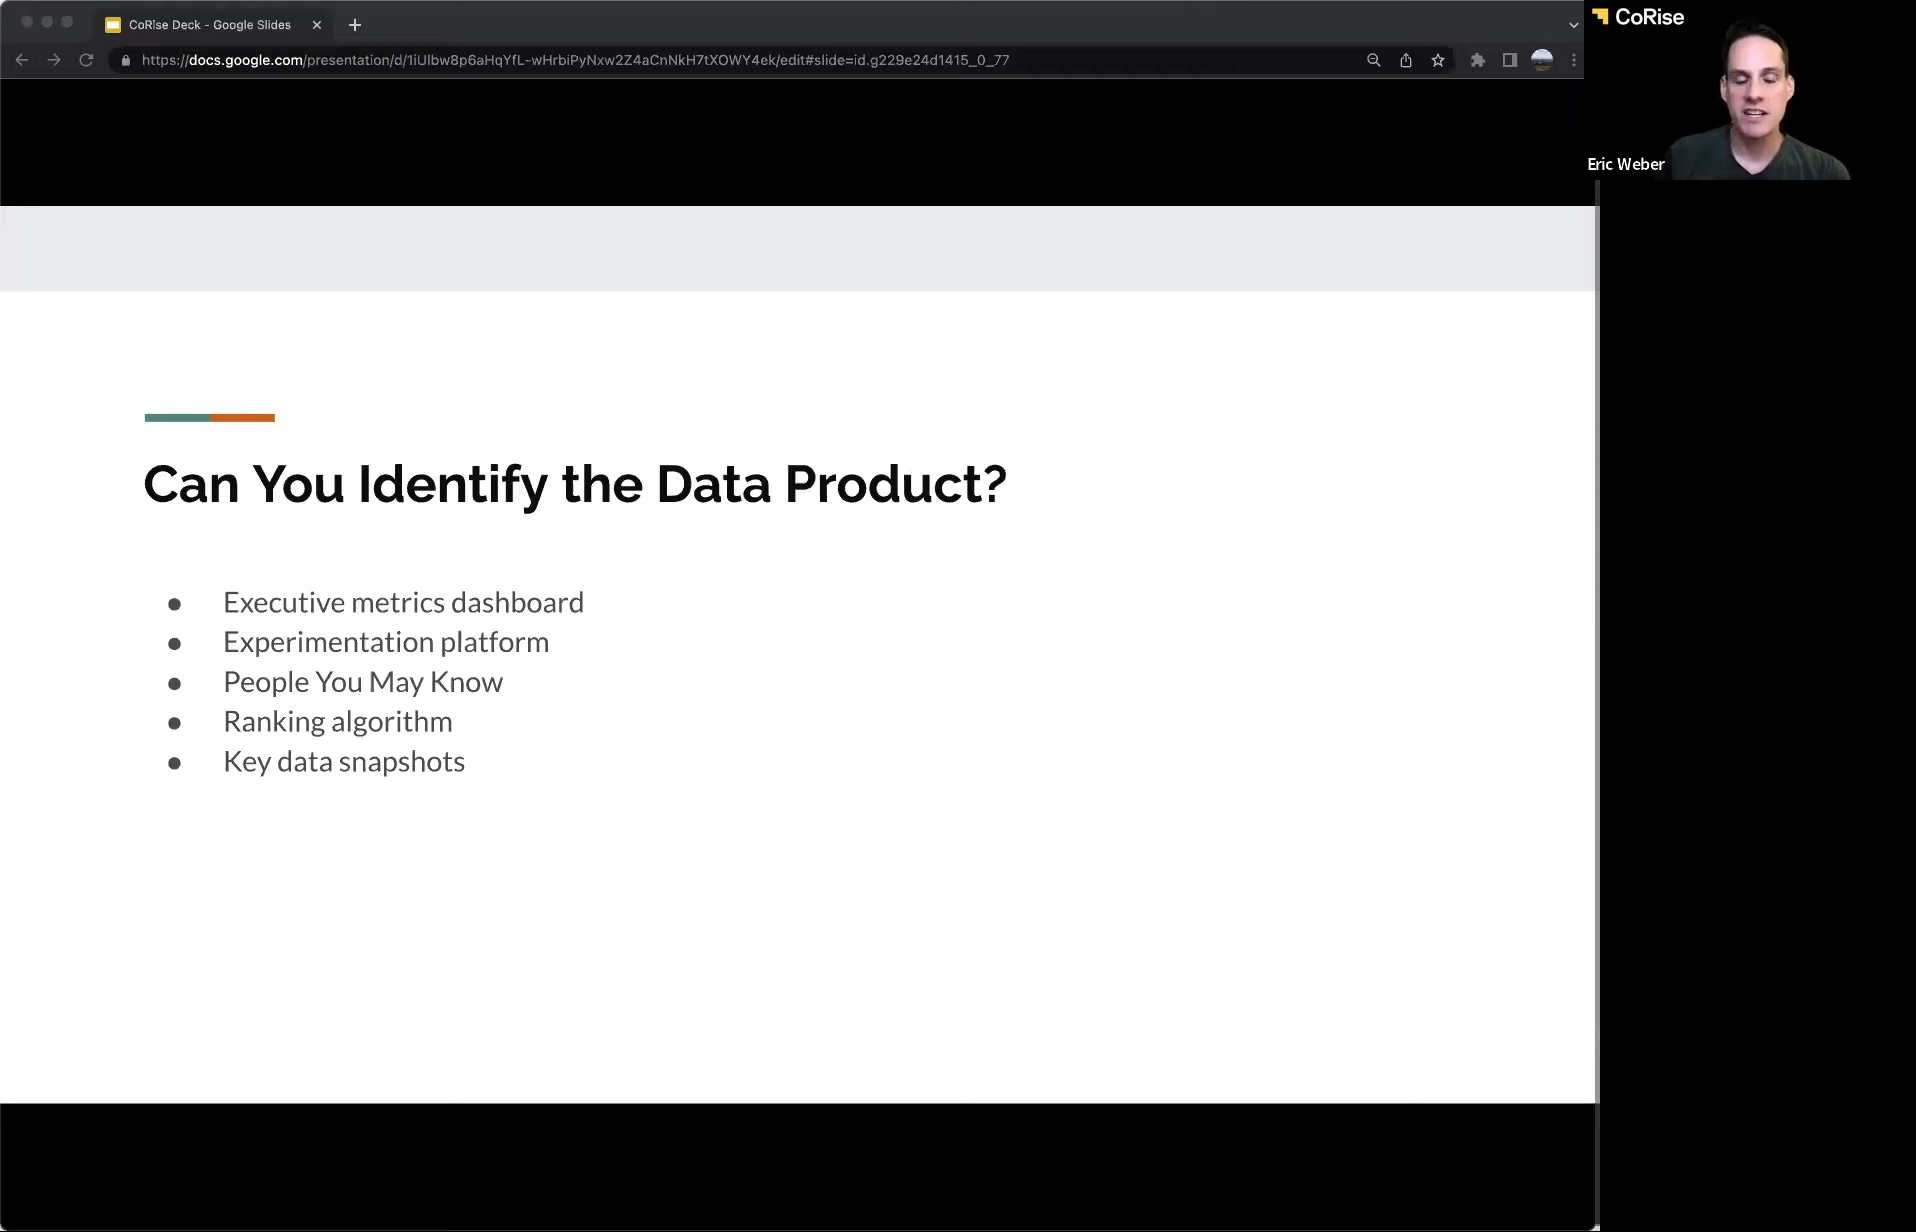 CoRise Deck - Google Slides
https://docs.google.com/presentation/d/1iUlbw8p6aHqYfL-wHrbiPyNxw2Z4aCnNkH7tXOWY4ek/edit#slide=id.g229e24d1415_0_77
CoRise
Eric Weber
Can You Identify the Data Product?
● Executive metrics dashboard
● Experimentation platform
● People You May Know
● Ranking algorithm
● Key data snapshots